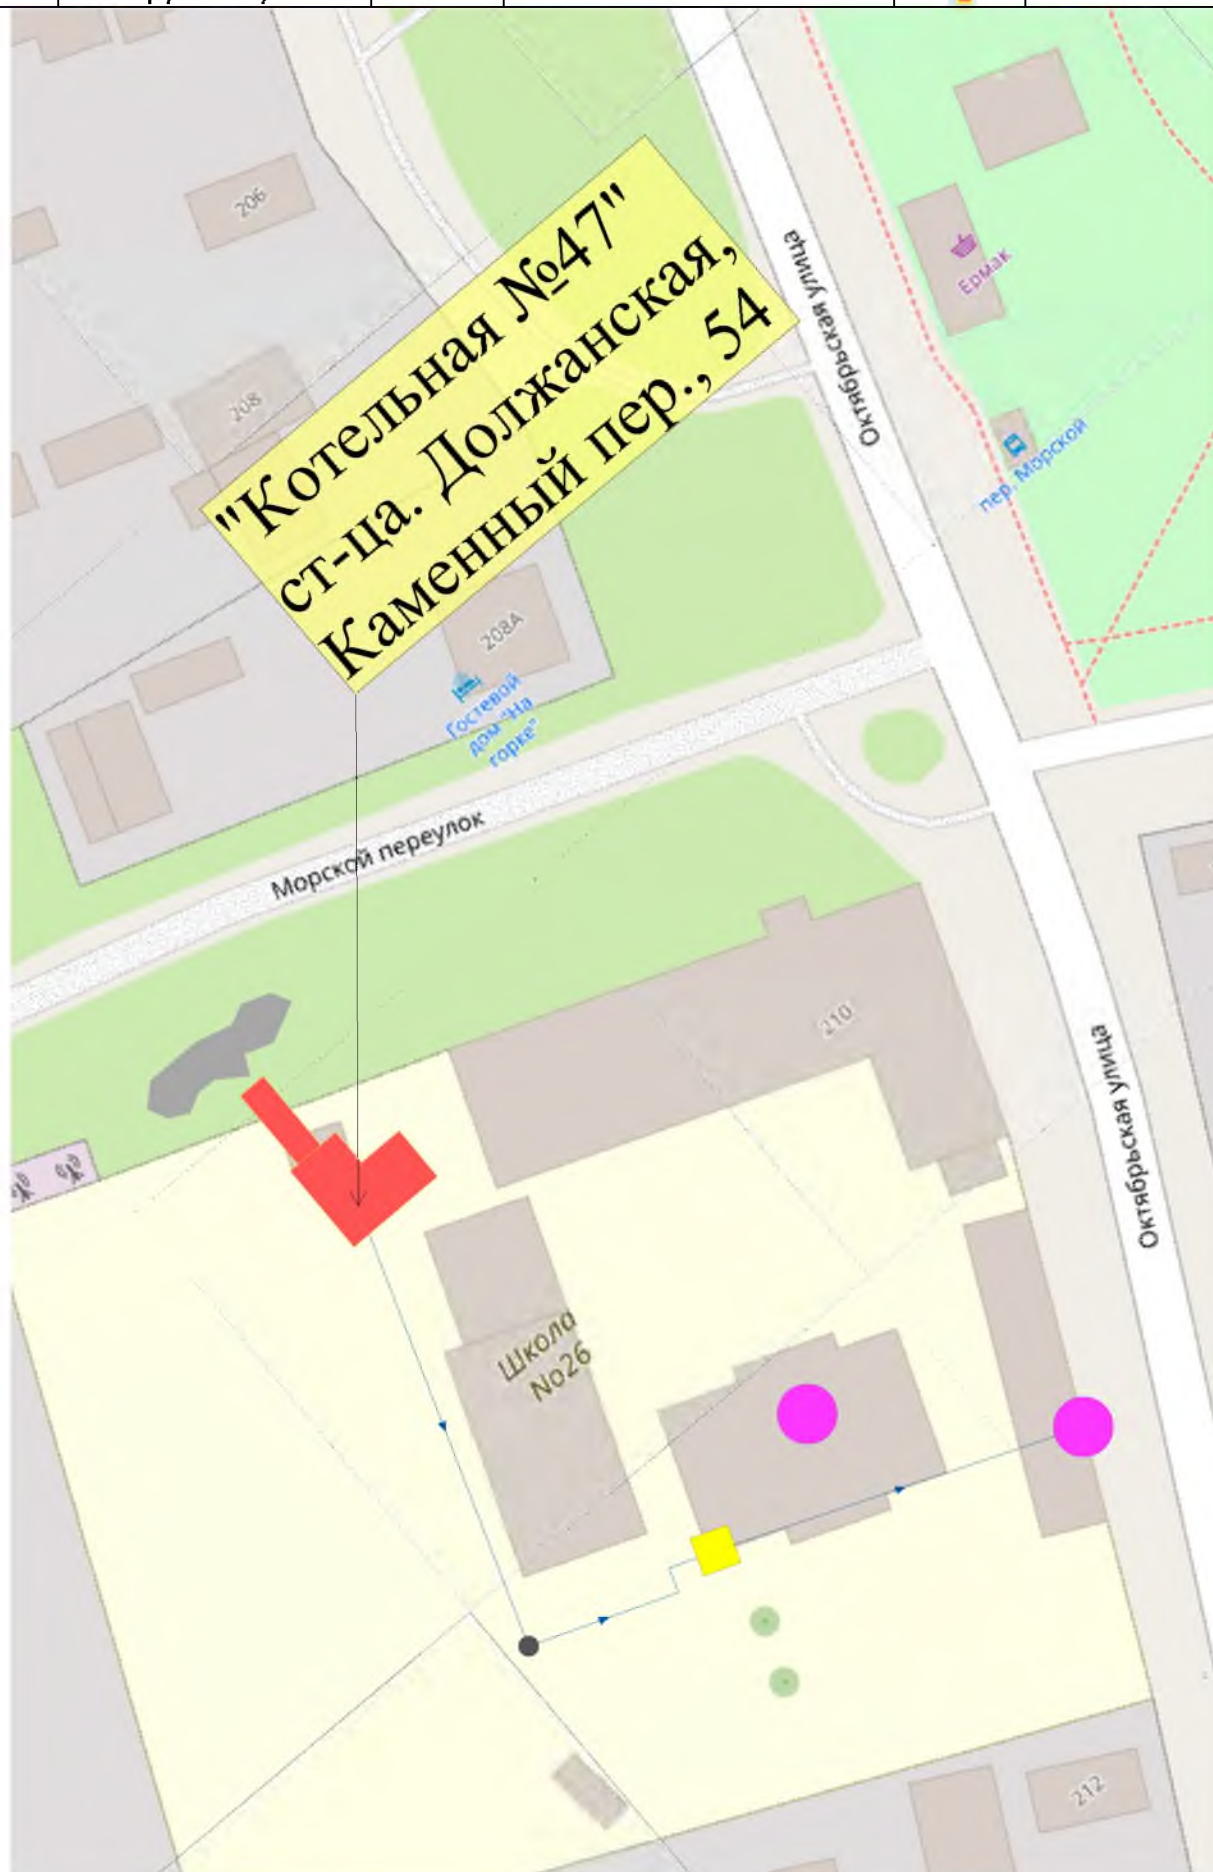 206
"Котельная №47"
ст-ца. Должанская,
Каменный пер., 54
Октябрьская улица
Ермак
208
пер. Морской
208А
Гостевой
дом "На
горке"
Морской переулок
210
Октябрьская улица
Школа
No26
212